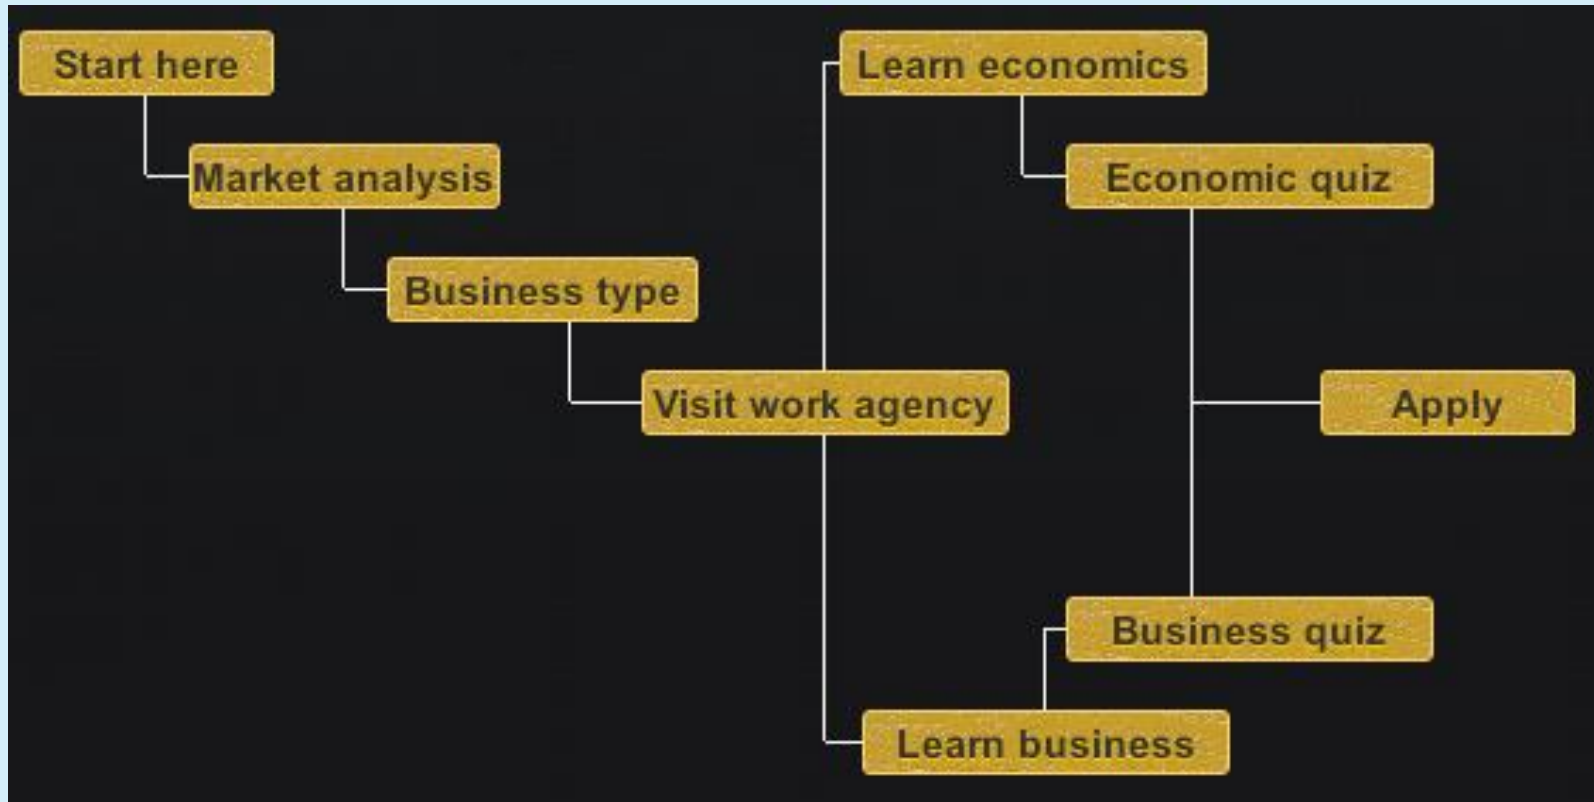 Start here
Market analysis
Business type
Visit work agency
Learn economics
Economic quiz
Apply
Business quiz
Learn business